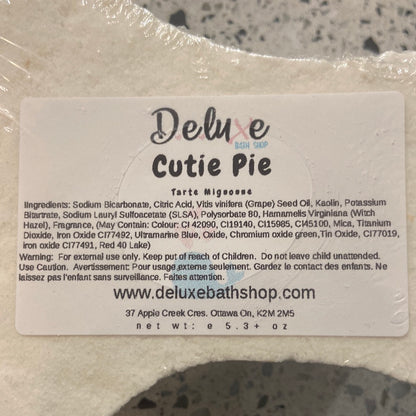 Deluxe
BATH SHOP
Cutie Pie
Tarte Mignonne
IIngredients: Sodium Bicarbonate, Citric Acid, Vitis vinifera (Grape) Seed Oil, Kaolin, Potassium
Bitartrate, Sodium Lauryl Sulfoacetate (SLSA), Polysorbate 80, Hamamelis Virginiana (Witch
Hazel), Fragrance, (May Contain: Colour: CI 42090, CI19140, CI15985, CI45100, Mica, Titanium
Dioxide, Iron Oxide CI77492, Ultramarine Blue, Oxide, Chromium oxide green,Tin Oxide, CI77019,
iron oxide CI77491, Red 40 Lake)
Warning: For external use only. Keep out of reach of Children. Do not leave child unattended.
Use Caution. Avertissement: Pour usage externe seulement. Gardez le contact des enfants. Ne
laissez pas l'enfant sans surveillance. Faites attention.
www.deluxebathshop.com
37 Apple Creek Cres. Ottawa On, K2M 2M5
net wt: e 5.3+ oz